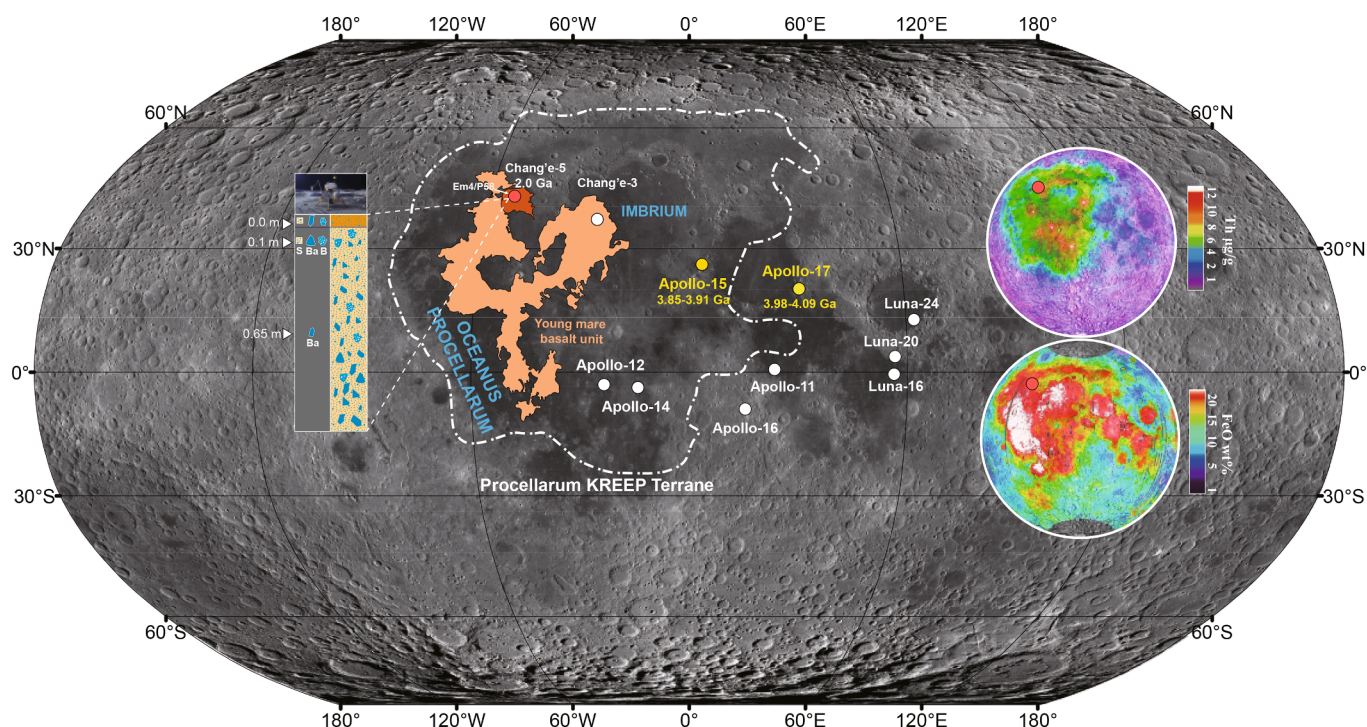 180°
120°W
60°W
0°
60°E
120°E
180°
60°N
60°N
Chang'e-5
2.0 Ga
Em4/P58
Chang'e-3
IMBRIUM
0.0 m
0.1 m
S Ba B
0.65 m
Ba
30°N
30°N
Apollo-15
3.85-3.91 Ga
Apollo-17
3.98-4.09 Ga
Luna-24
Luna-20
Luna-16
Young mare
basalt unit
OCEANUS
PROCELLARUM
Apollo-12
Apollo-14
Apollo-11
Apollo-16
0°
0°
Procellarum KREEP Terrane
12 10 8 6 4 2 1
Th µg/g
20 15 10 5 1
FeO wt%
30°S
30°S
60°S
60°S
180°
120°W
60°W
0°
60°E
120°E
180°